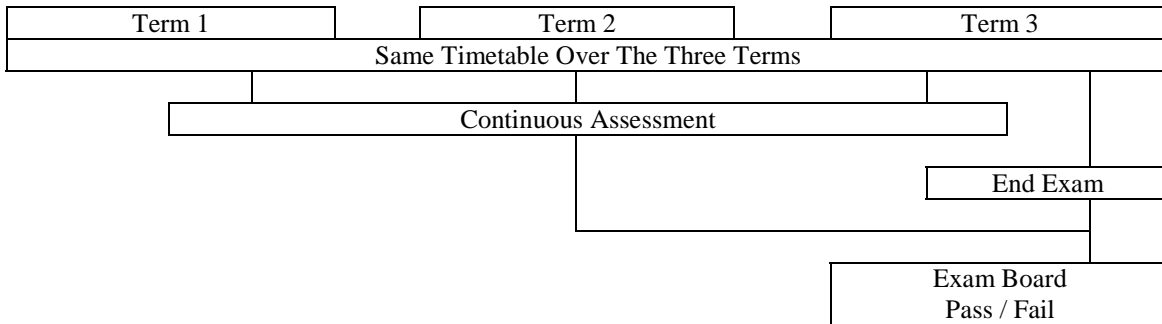 Term 1
Term 2
Term 3
Same Timetable Over The Three Terms
Continuous Assessment
End Exam
Exam Board
Pass / Fail